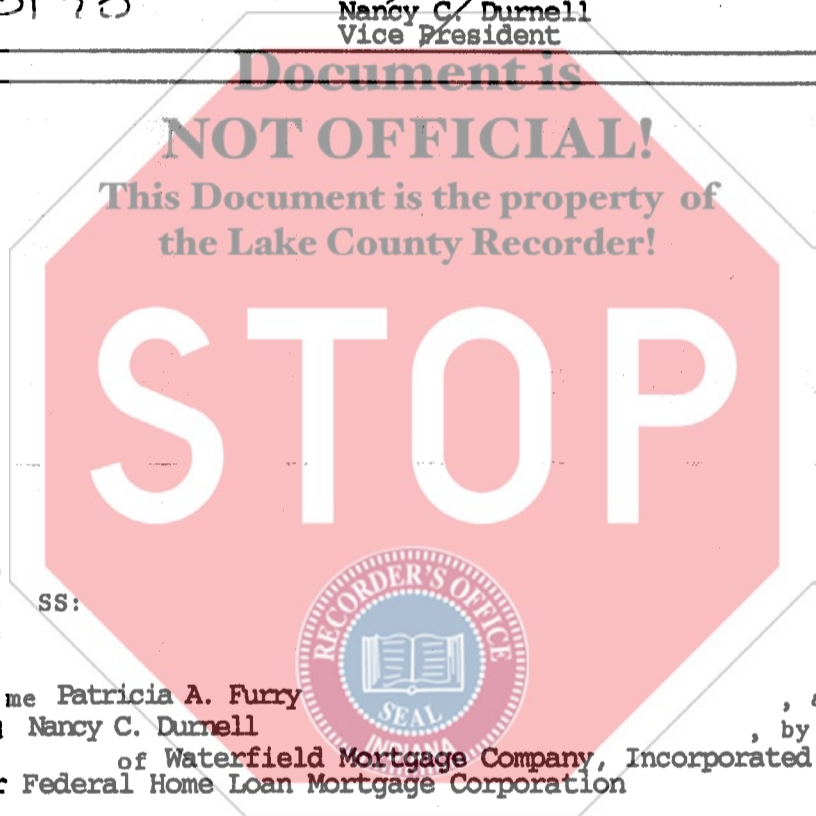 Nancy C. Durnell
Vice President
Document is
NOT OFFICIAL!
This Document is the property of
the Lake County Recorder!
STOP
RECORDER'S OFFICE
SEAL
INDIANA
SS:
me Patricia A. Furry ,
Nancy C. Durnell , by
of Waterfield Mortgage Company, Incorporated
Federal Home Loan Mortgage Corporation